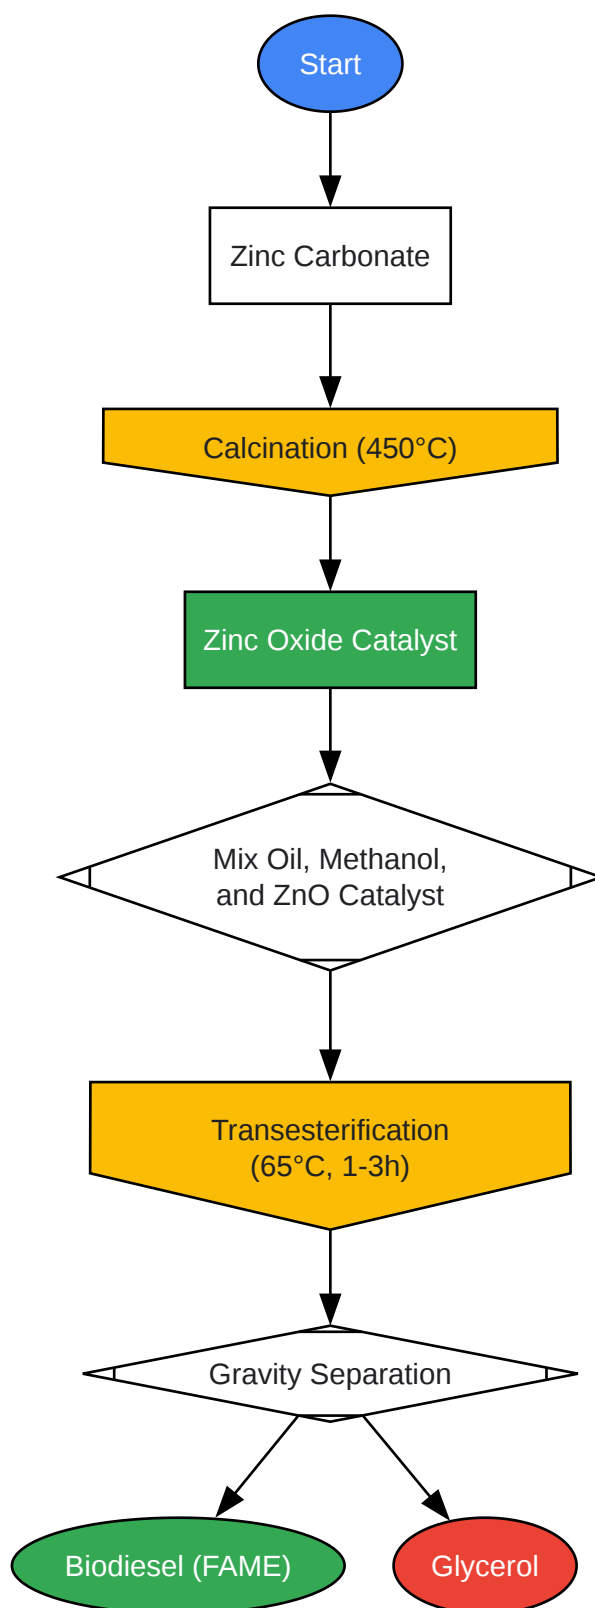 Start
Zinc Carbonate
Calcination (450°C)
Zinc Oxide Catalyst
Mix Oil, Methanol,
and ZnO Catalyst
Transesterification
(65°C, 1-3h)
Gravity Separation
Biodiesel (FAME)
Glycerol